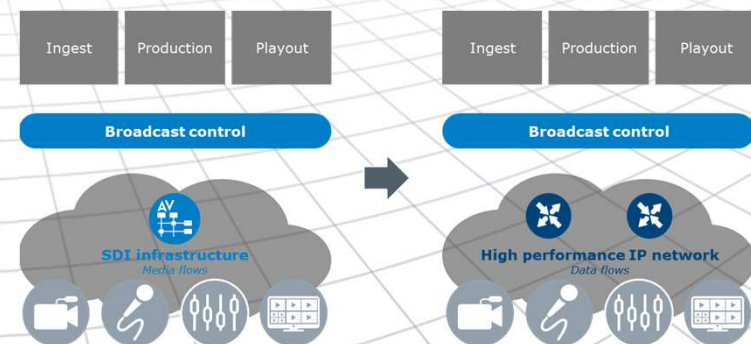 Ingest
Production
Playout
Broadcast control
AV
SDI infrastructure
Media flows
Ingest
Production
Playout
Broadcast control
High performance IP network
Data flows